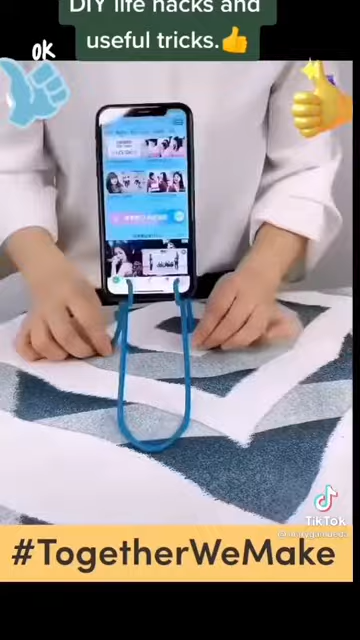 DIY life hacks and
useful tricks.👍
ok
TikTok
#TogetherWeMake